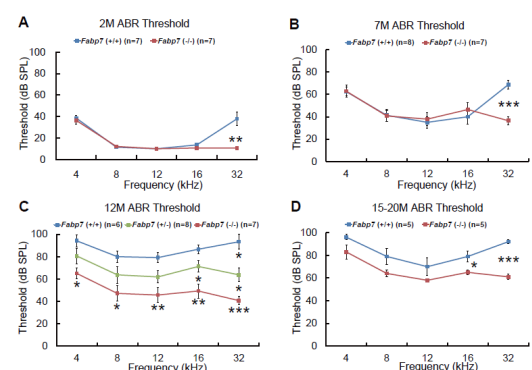 A
2M ABR Threshold
Fabp7 (+/+) (n=7) Fabp7 (-/-) (n=7)
Threshold (dB SPL)
100
80
60
40
20
0
**
4 8 12 16 32
Frequency (kHz)
B
7M ABR Threshold
Fabp7 (+/+) (n=8) Fabp7 (-/-) (n=7)
Threshold (dB SPL)
100
80
60
40
20
0
***
4 8 12 16 32
Frequency (kHz)
C
12M ABR Threshold
Fabp7 (+/+) (n=6) Fabp7 (+/-) (n=8) Fabp7 (-/-) (n=7)
Threshold (dB SPL)
100
80
60
40
20
0
*
* *
* * ** ** ***
4 8 12 16 32
Frequency (kHz)
D
15-20M ABR Threshold
Fabp7 (+/+) (n=5) Fabp7 (-/-) (n=5)
Threshold (dB SPL)
100
80
60
40
20
0
* ***
4 8 12 16 32
Frequency (kHz)